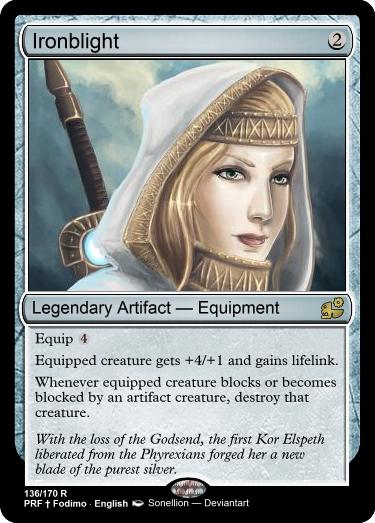 Ironblight 2
Legendary Artifact — Equipment
Equip 4
Equipped creature gets +4/+1 and gains lifelink.
Whenever equipped creature blocks or becomes
blocked by an artifact creature, destroy that
creature.
With the loss of the Godsend, the first Kor Elspeth
liberated from the Phyrexians forged her a new
blade of the purest silver.
136/170 R
PRF † Fodimo · English Sonellion — Deviantart